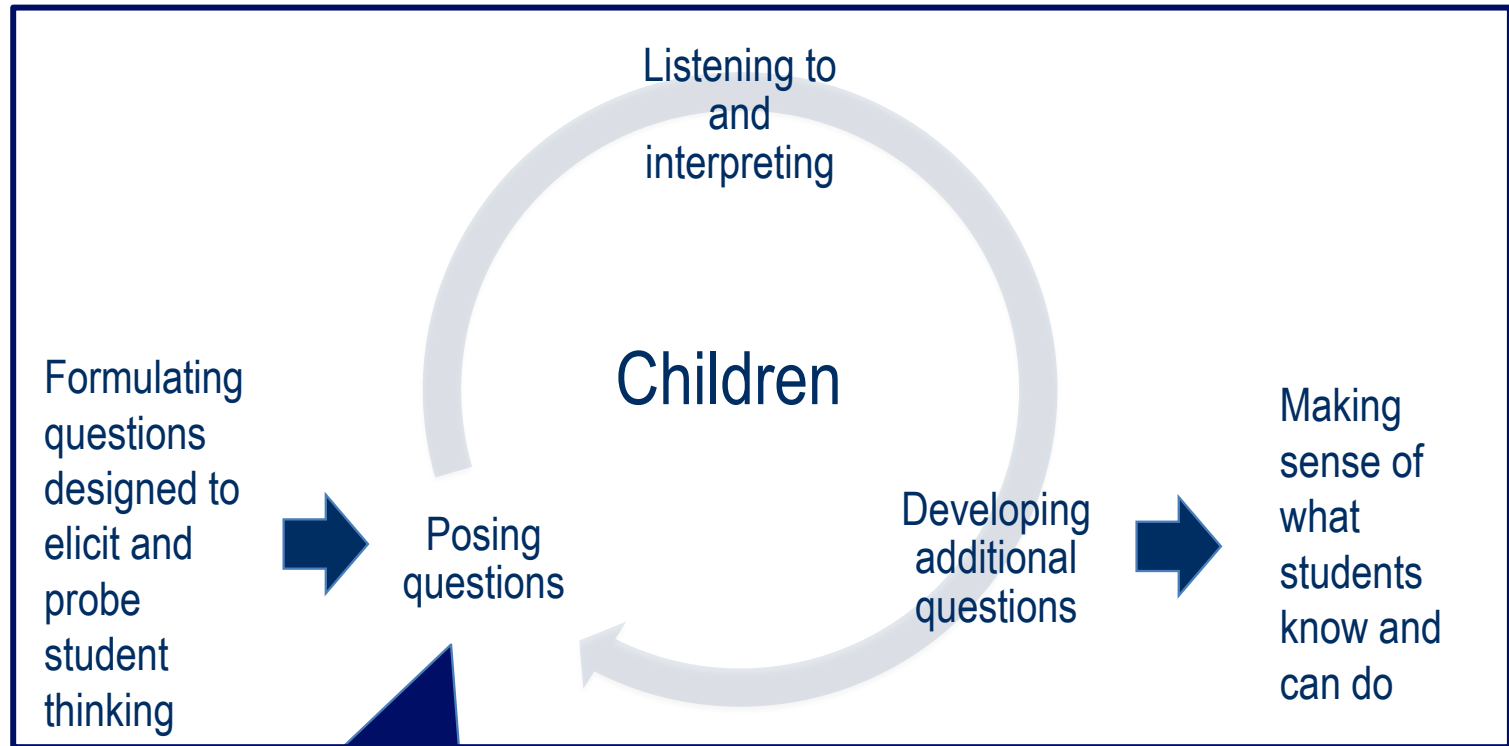 Listening to
and
interpreting
Children
Formulating
questions
designed to
elicit and
probe
student
thinking
Posing
questions
Developing
additional
questions
Making
sense of
what
students
know and
can do